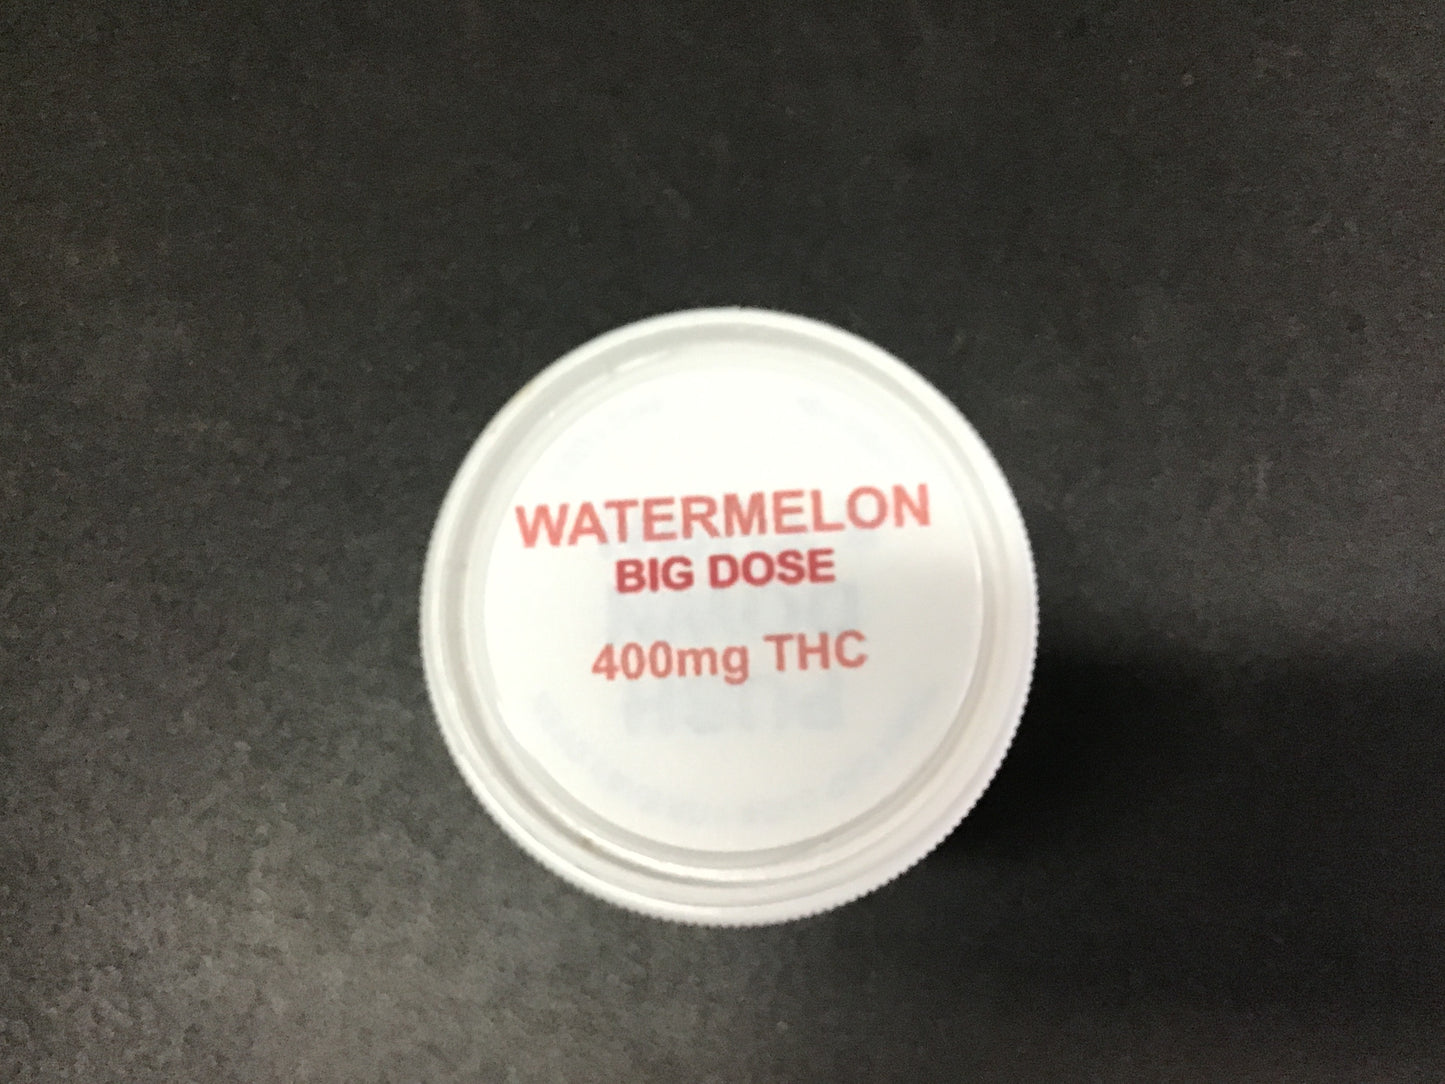 WATERMELON
BIG DOSE
400mg THC